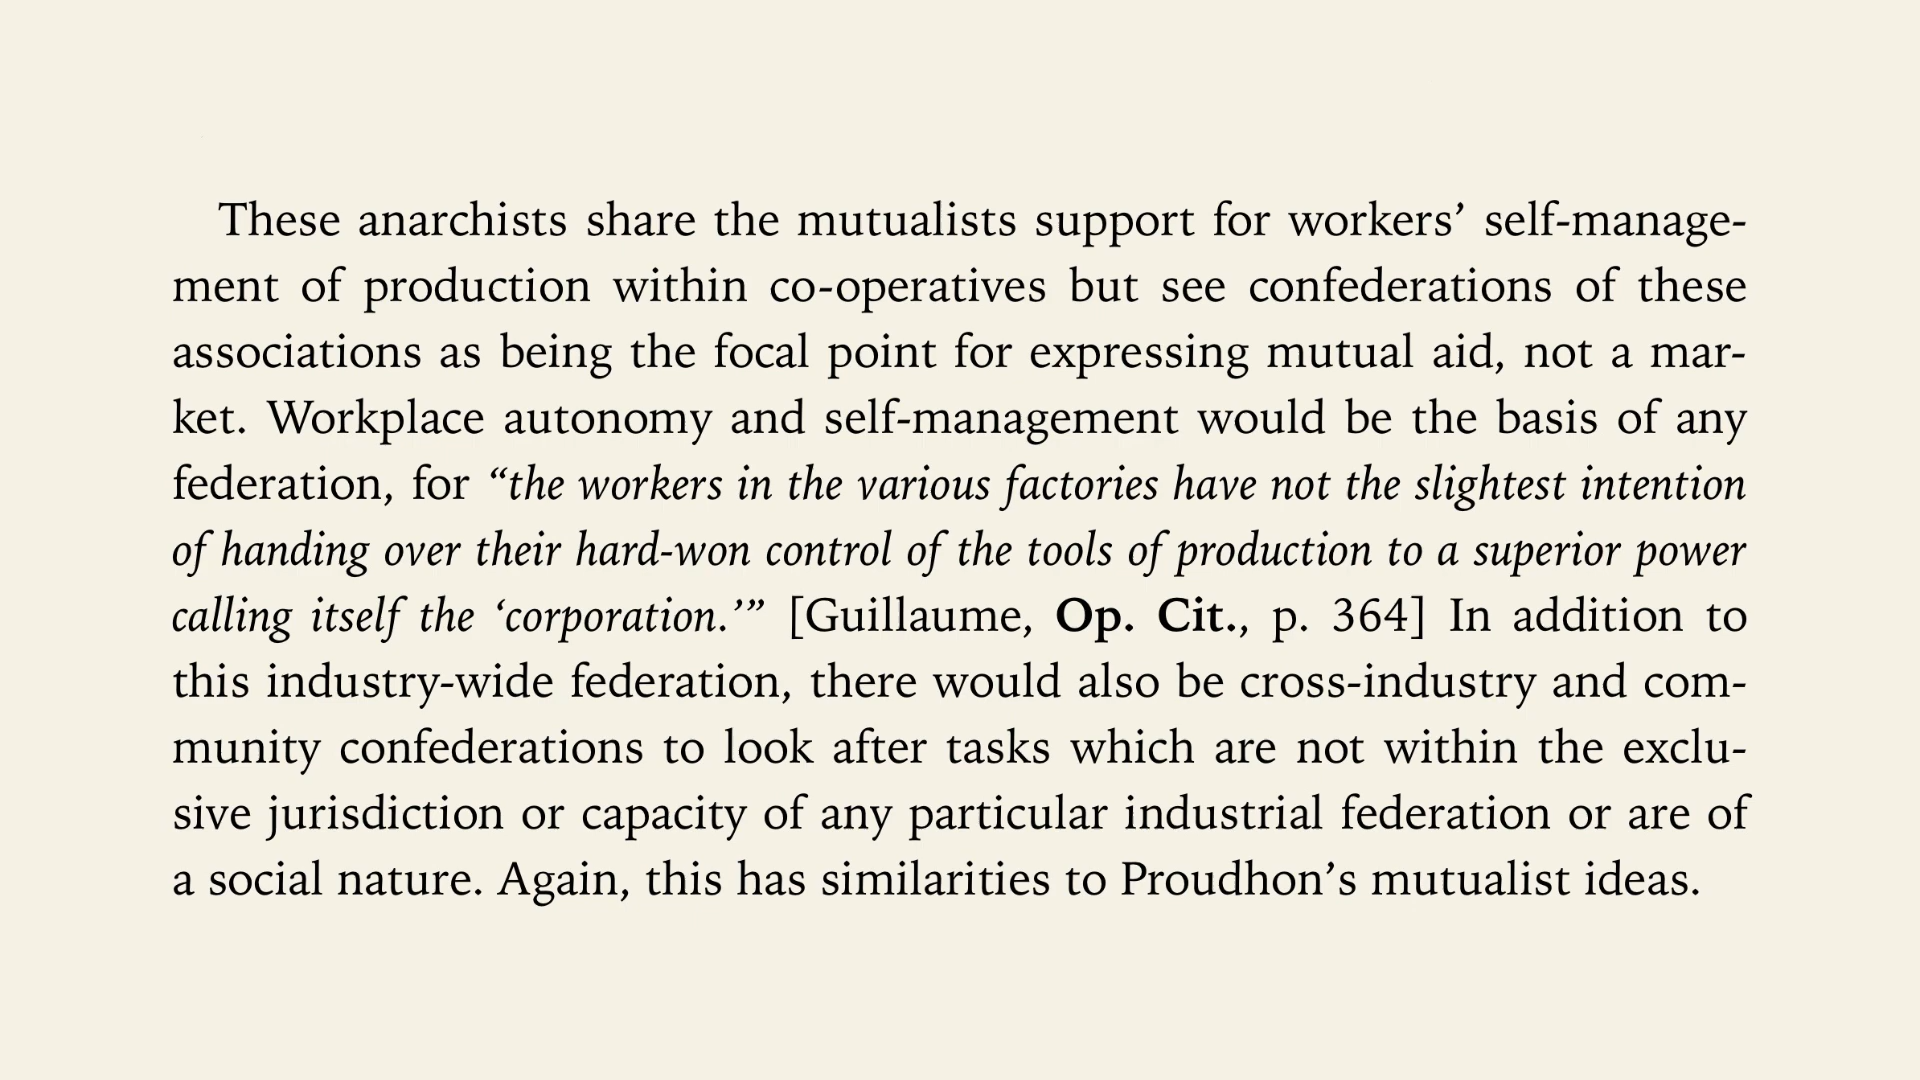 These anarchists share the mutualists support for workers’ self-manage-
ment of production within co-operatives but see confederations of these
associations as being the focal point for expressing mutual aid, not a mar-
ket. Workplace autonomy and self-management would be the basis of any
federation, for “the workers in the various factories have not the slightest intention
of handing over their hard-won control of the tools of production to a superior power
calling itself the ‘corporation.’” [Guillaume, Op. Cit., p. 364] In addition to
this industry-wide federation, there would also be cross-industry and com-
munity confederations to look after tasks which are not within the exclu-
sive jurisdiction or capacity of any particular industrial federation or are of
a social nature. Again, this has similarities to Proudhon’s mutualist ideas.